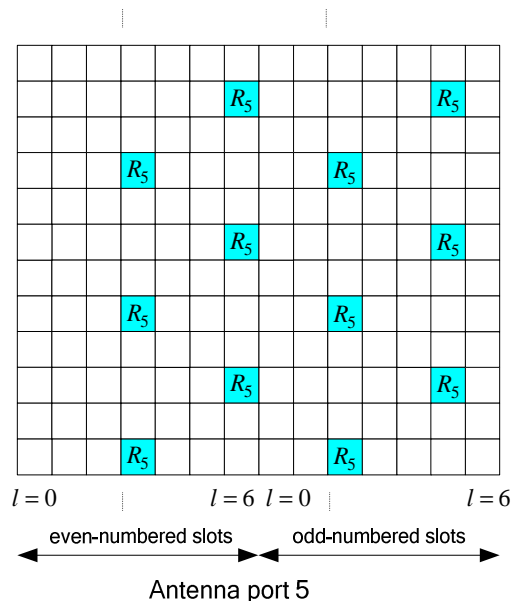 R5 R5
R5 R5
R5 R5
R5 R5
R5 R5
R5 R5
l = 0 l = 6 l = 0 l = 6
even-numbered slots odd-numbered slots
Antenna port 5